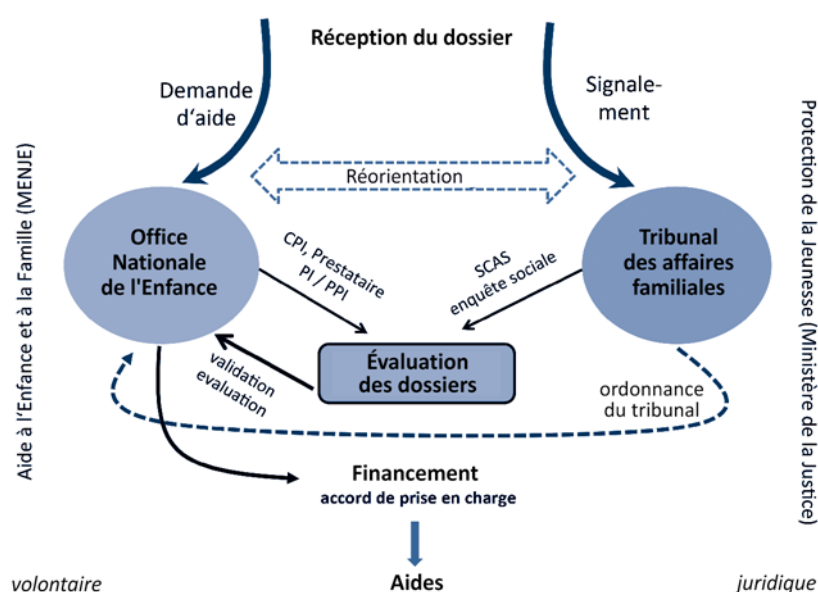 Réception du dossier
Demande
d'aide
Signale-
ment
Réorientation
Aide à l'Enfance et à la Famille (MENJE)
Protection de la Jeunesse (Ministère de la Justice)
Office
Nationale
de l'Enfance
CPI, Prestataire
PI / PPI
SCAS
enquête sociale
Tribunal
des affaires
familiales
Évaluation
des dossiers
validation
evaluation
ordonnance
du tribunal
Financement
accord de prise en charge
volontaire
Aides
juridique